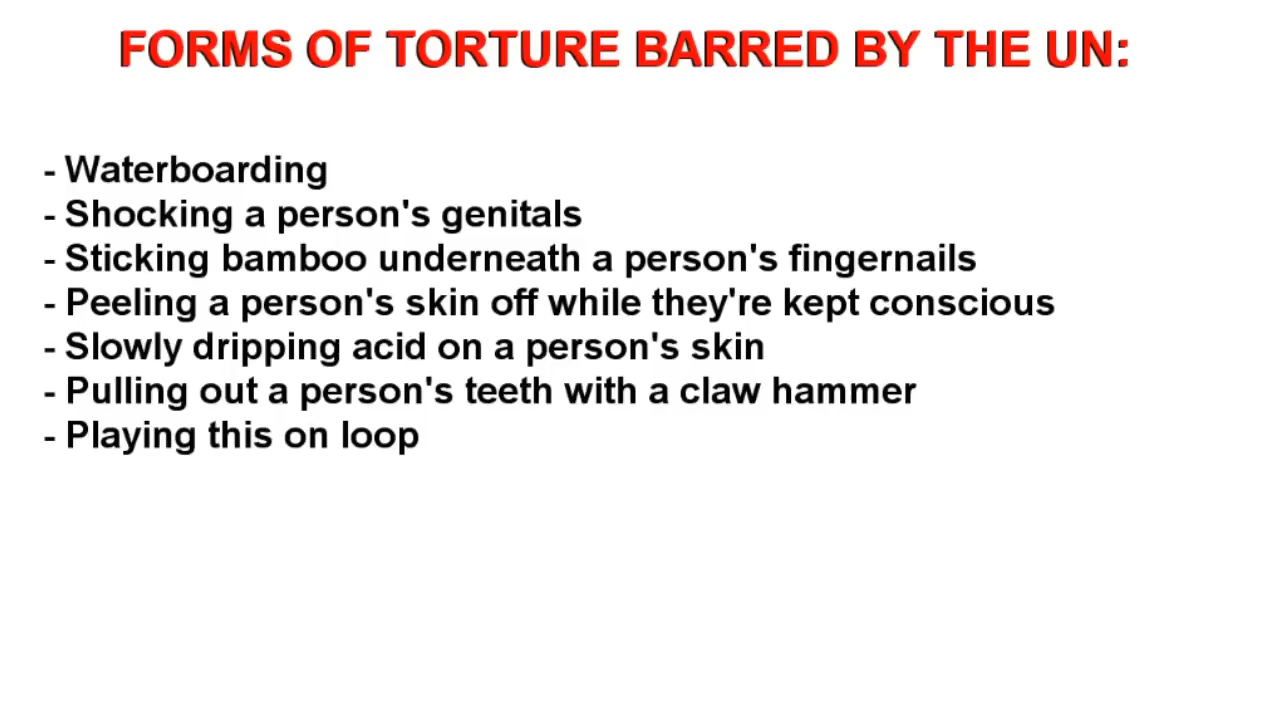 FORMS OF TORTURE BARRED BY THE UN:
- Waterboarding
- Shocking a person's genitals
- Sticking bamboo underneath a person's fingernails
- Peeling a person's skin off while they're kept conscious
- Slowly dripping acid on a person's skin
- Pulling out a person's teeth with a claw hammer
- Playing this on loop